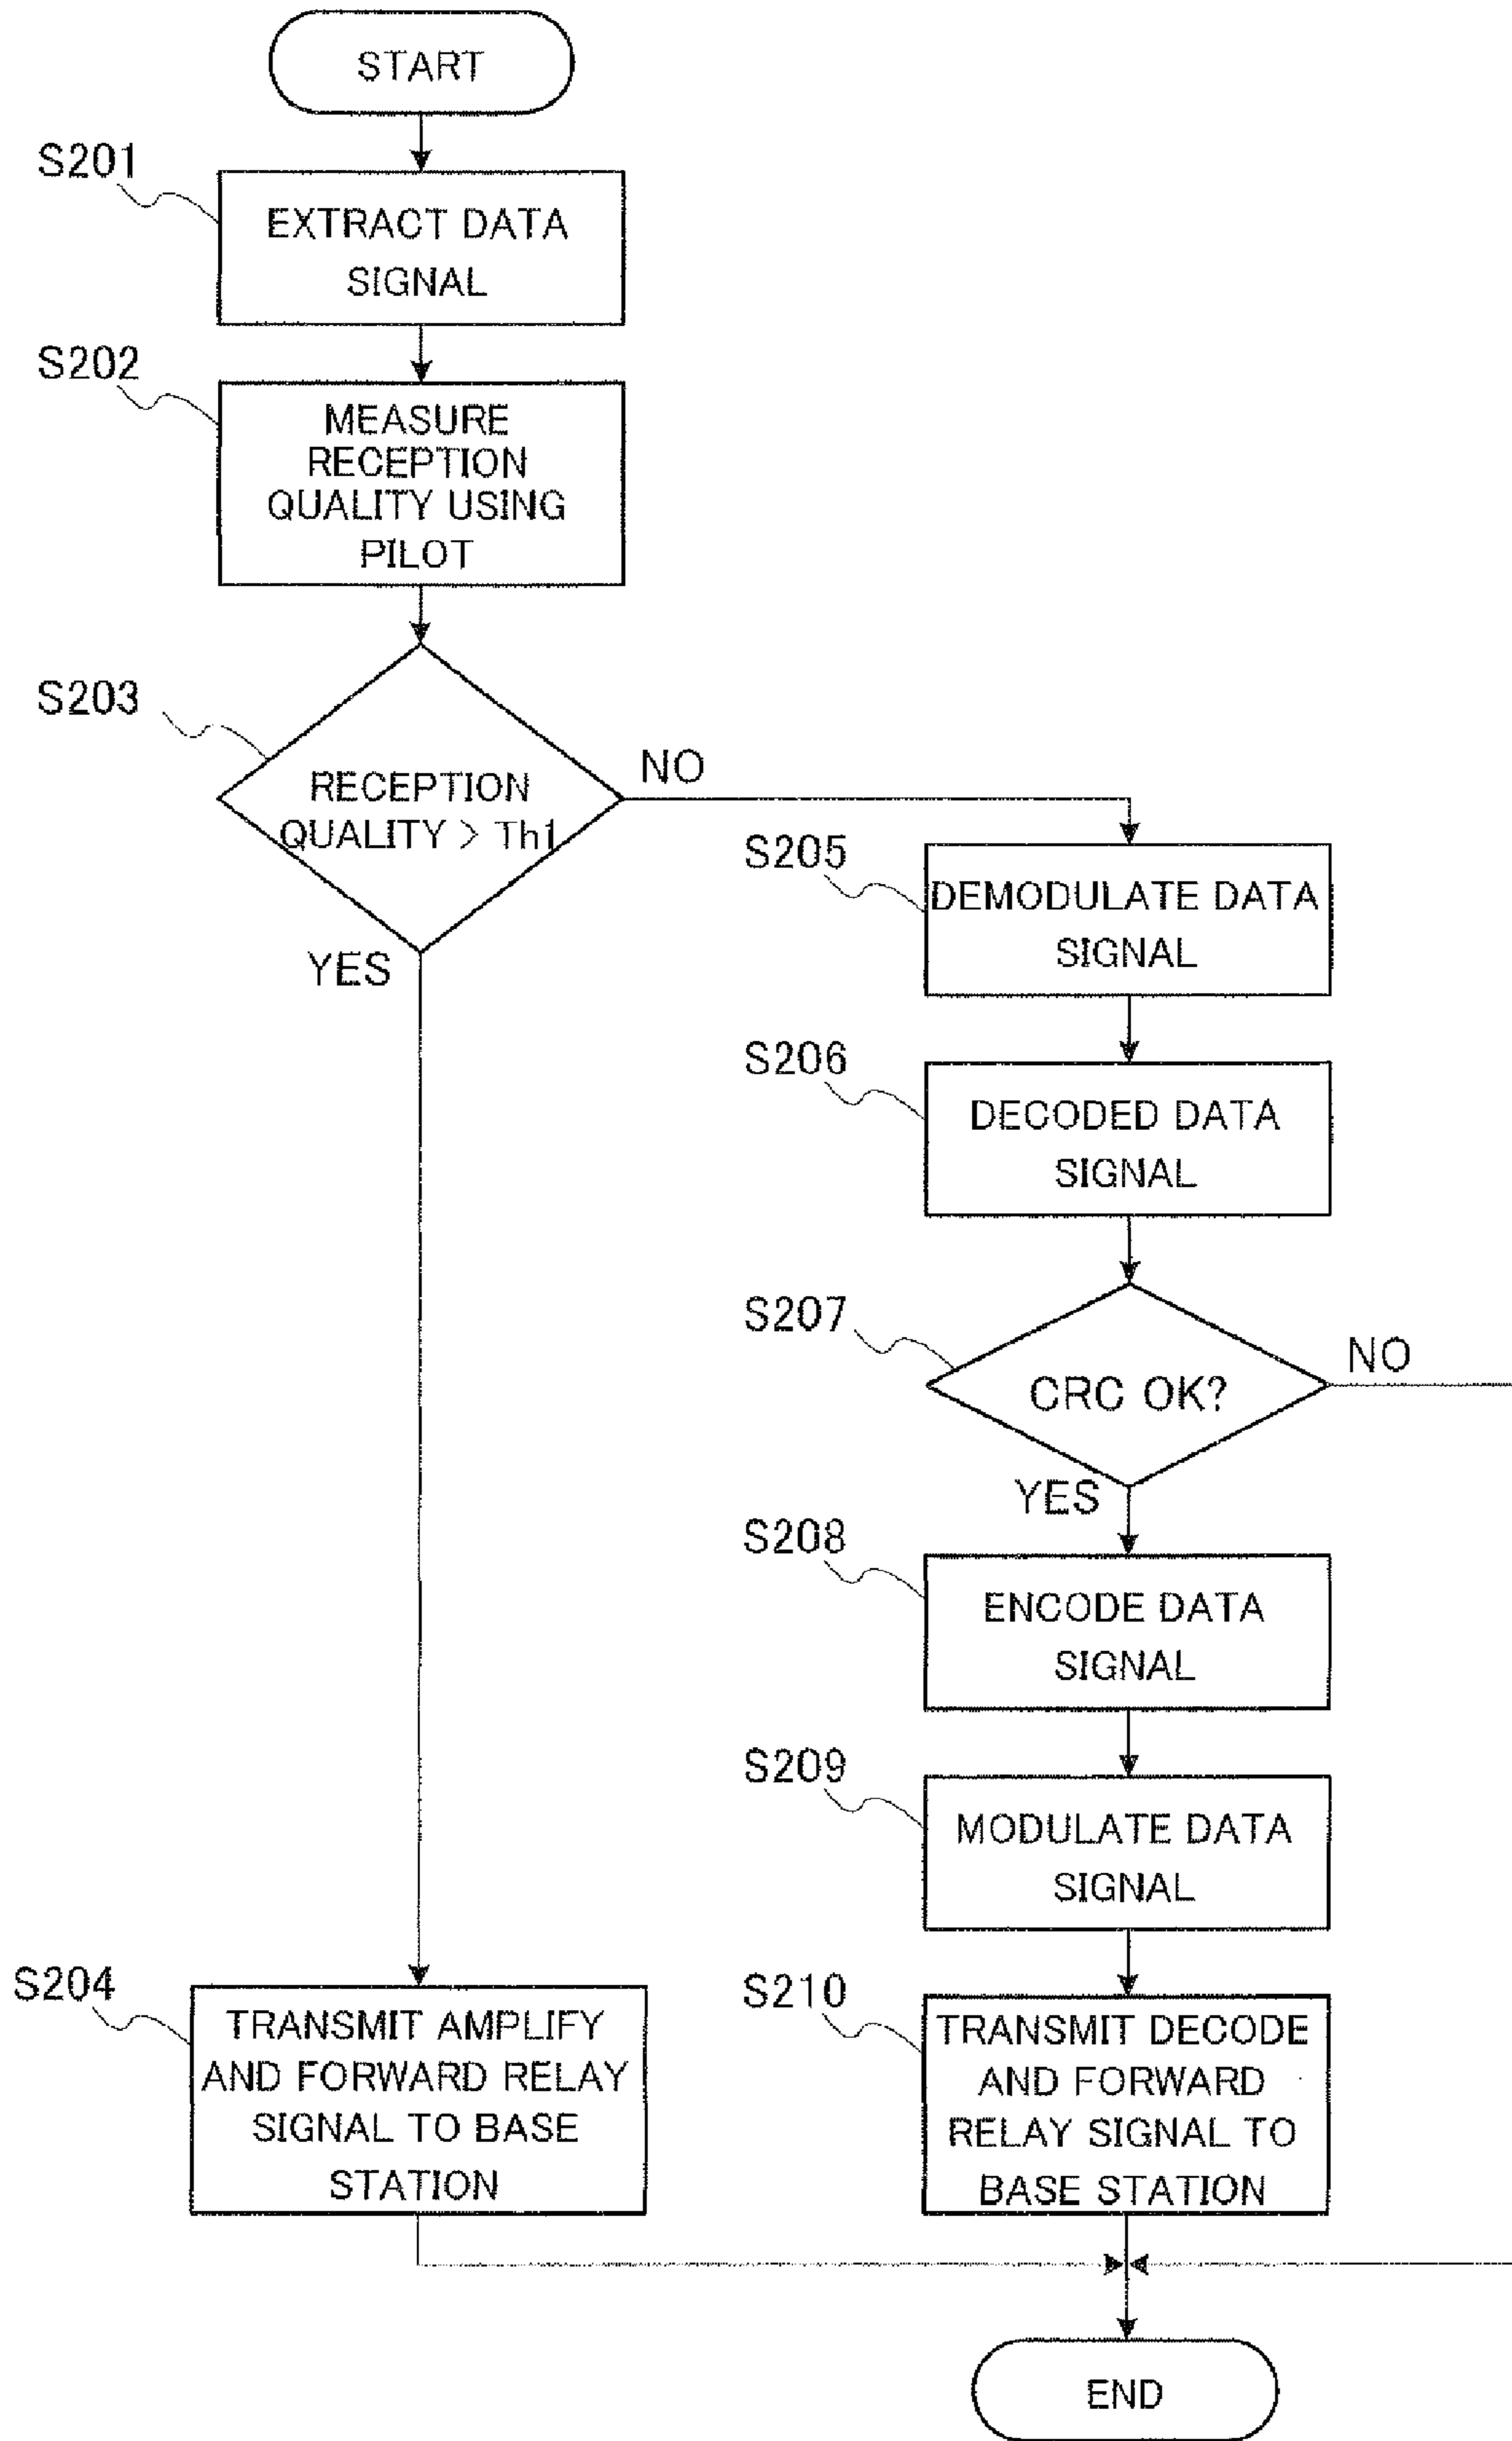 START
S201
EXTRACT DATA
SIGNAL
S202
MEASURE
RECEPTION
QUALITY USING
PILOT
S203
RECEPTION
QUALITY > Th1
NO
YES
S205
DEMODULATE DATA
SIGNAL
S206
DECODED DATA
SIGNAL
S207
CRC OK?
NO
YES
S208
ENCODE DATA
SIGNAL
S209
MODULATE DATA
SIGNAL
S204
TRANSMIT AMPLIFY
AND FORWARD RELAY
SIGNAL TO BASE
STATION
S210
TRANSMIT DECODE
AND FORWARD
RELAY SIGNAL TO
BASE STATION
END